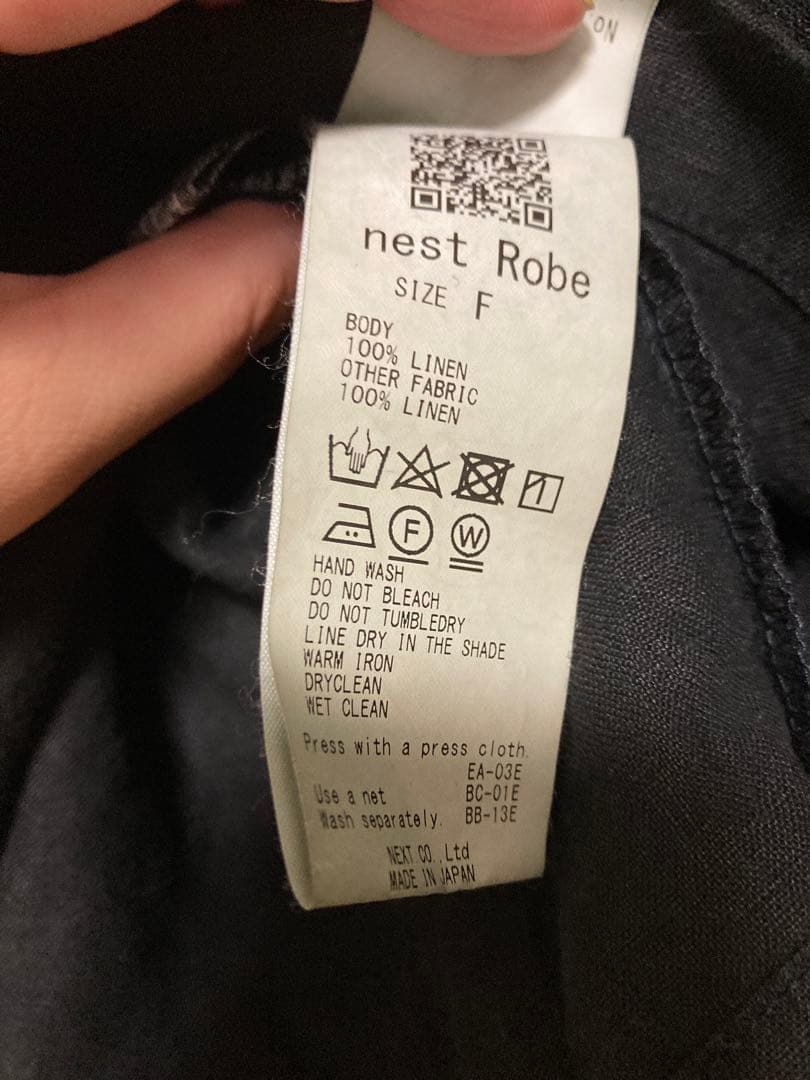 ON
nest Robe
SIZE F
BODY
100% LINEN
OTHER FABRIC
100% LINEN
F W
HAND WASH
DO NOT BLEACH
DO NOT TUMBLEDRY
LINE DRY IN THE SHADE
WARM IRON
DRYCLEAN
WET CLEAN
Press with a press cloth.
EA-03E
Use a net BC-01E
Wash separately. BB-13E
NEXT.CO.,Ltd
MADE IN JAPAN